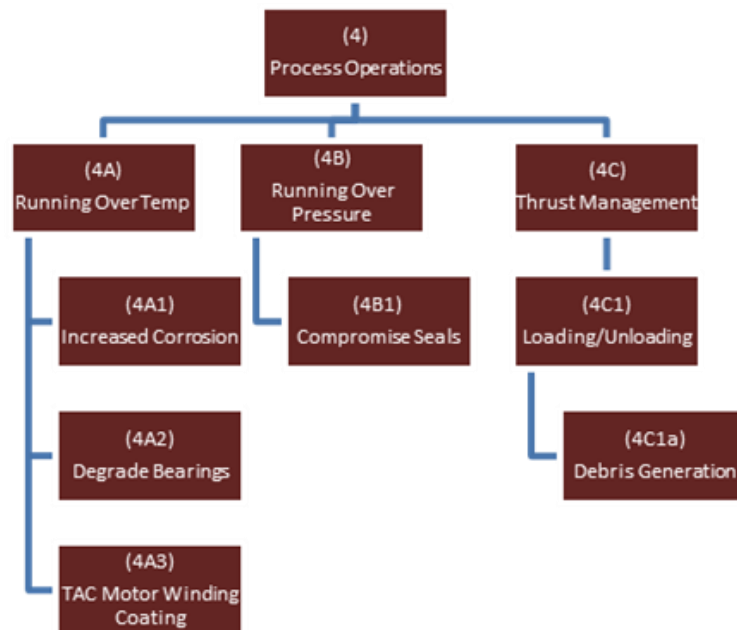 (4)
Process Operations
(4A)
Running Over Temp
(4B)
Running Over
Pressure
(4C)
Thrust Management
(4A1)
Increased Corrosion
(4B1)
Compromise Seals
(4C1)
Loading/Unloading
(4A2)
Degrade Bearings
(4C1a)
Debris Generation
(4A3)
TAC Motor Winding
Coating